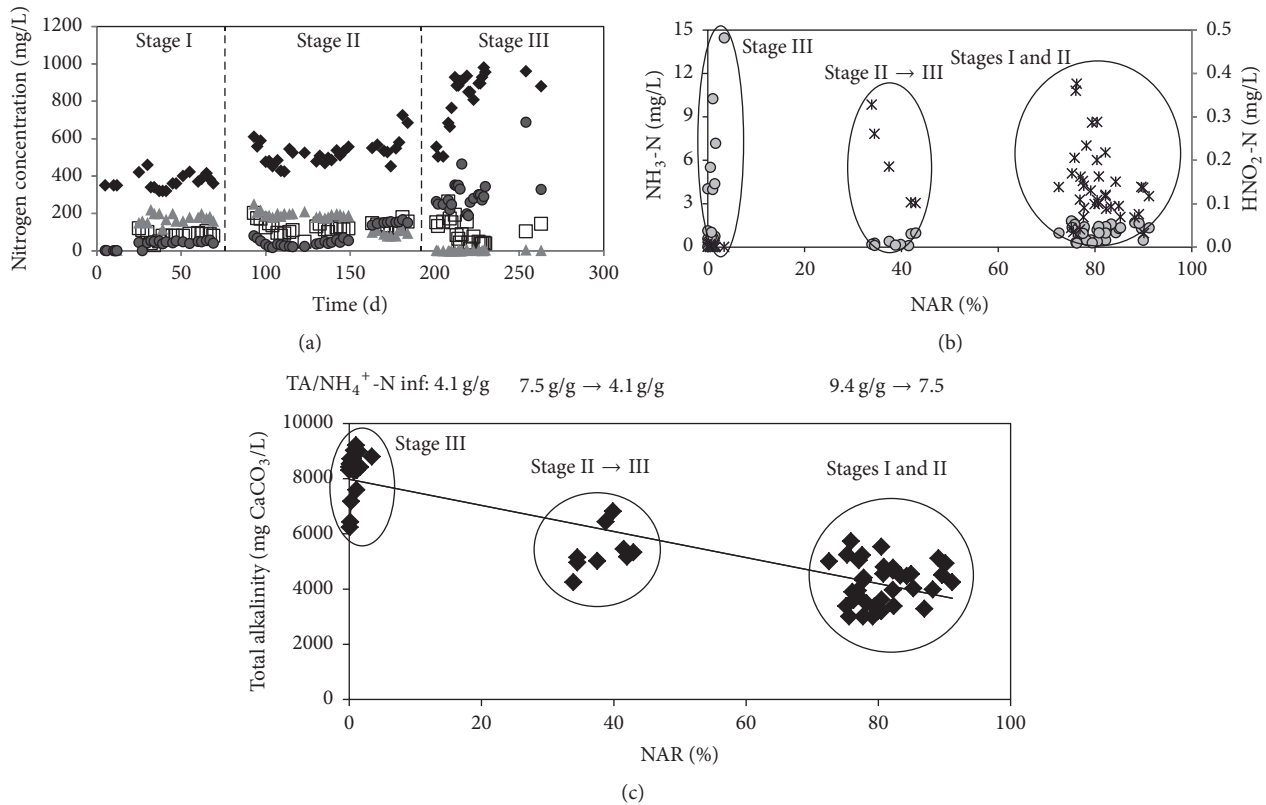 Nitrogen concentration (mg/L)
1200
1000
800
600
400
200
0
Stage I
Stage II
Stage III
0 50 100 150 200 250 300
Time (d)
(a)
NH₃-N (mg/L)
15
12
9
6
3
0
Stage III
Stage II → III
Stages I and II
0.5
0.4
0.3
0.2
0.1
0.0
HNO₂-N (mg/L)
0 20 40 60 80 100
NAR (%)
(b)
TA/NH₄⁺-N inf: 4.1 g/g 7.5 g/g → 4.1 g/g 9.4 g/g → 7.5
Total alkalinity (mg CaCO₃/L)
10000
8000
6000
4000
2000
0
Stage III
Stage II → III
Stages I and II
0 20 40 60 80 100
NAR (%)
(c)